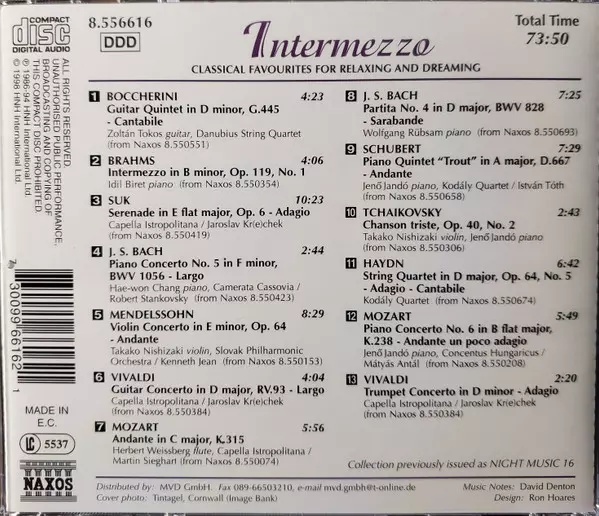 COMPACT
disc
DIGITAL AUDIO
8.556616
DDD
Intermezzo
CLASSICAL FAVOURITES FOR RELAXING AND DREAMING
Total Time
73:50
ALL RIGHTS RESERVED.
UNAUTHORISED PUBLIC PERFORMANCE,
BROADCASTING AND COPYING OF
THIS COMPACT DISC PROHIBITED.
℗ 1986-94 HNH International Ltd.
© 1998 HNH International Ltd.
1 BOCCHERINI 4:23
Guitar Quintet in D minor, G.445
- Cantabile
Zoltán Tokos guitar, Danubius String Quartet
(from Naxos 8.550551)
2 BRAHMS 4:06
Intermezzo in B minor, Op. 119, No. 1
Idil Biret piano (from Naxos 8.550354)
3 SUK 10:23
Serenade in E flat major, Op. 6 - Adagio
Capella Istropolitana / Jaroslav Kr(e)chek
(from Naxos 8.550419)
4 J. S. BACH 2:44
Piano Concerto No. 5 in F minor,
BWV 1056 - Largo
Hae-won Chang piano, Camerata Cassovia /
Robert Stankovsky (from Naxos 8.550423)
5 MENDELSSOHN 8:29
Violin Concerto in E minor, Op. 64
- Andante
Takako Nishizaki violin, Slovak Philharmonic
Orchestra / Kenneth Jean (from Naxos 8.550153)
6 VIVALDI 4:04
Guitar Concerto in D major, RV.93 - Largo
Capella Istropolitana / Jaroslav Kr(e)chek
(from Naxos 8.550384)
7 MOZART 5:56
Andante in C major, K.315
Herbert Weissberg flute, Capella Istropolitana /
Martin Sieghart (from Naxos 8.550074)
8 J. S. BACH 7:25
Partita No. 4 in D major, BWV 828
- Sarabande
Wolfgang Rübsam piano (from Naxos 8.550693)
9 SCHUBERT 7:29
Piano Quintet "Trout" in A major, D.667
- Andante
Jenő Jandó piano, Kodály Quartet / István Tóth
(from Naxos 8.550658)
10 TCHAIKOVSKY 2:43
Chanson triste, Op. 40, No. 2
Takako Nishizaki violin, Jenő Jandó piano
(from Naxos 8.550306)
11 HAYDN 6:42
String Quartet in D major, Op. 64, No. 5
- Adagio - Cantabile
Kodály Quartet (from Naxos 8.550674)
12 MOZART 5:49
Piano Concerto No. 6 in B flat major,
K.238 - Andante un poco adagio
Jenő Jandó piano, Concentus Hungaricus /
Mátyás Antál (from Naxos 8.550208)
13 VIVALDI 2:20
Trumpet Concerto in D minor - Adagio
Capella Istropolitana / Jaroslav Kr(e)chek
(from Naxos 8.550384)
7 30099 66162 1
MADE IN
E.C.
LC 5537
NAXOS
Collection previously issued as NIGHT MUSIC 16
Distributed by: MVD GmbH. Fax 089-66503210, e-mail mvd.gmbh@t-online.de
Cover photo: Tintagel, Cornwall (Image Bank)
Music Notes: David Denton
Design: Ron Hoares